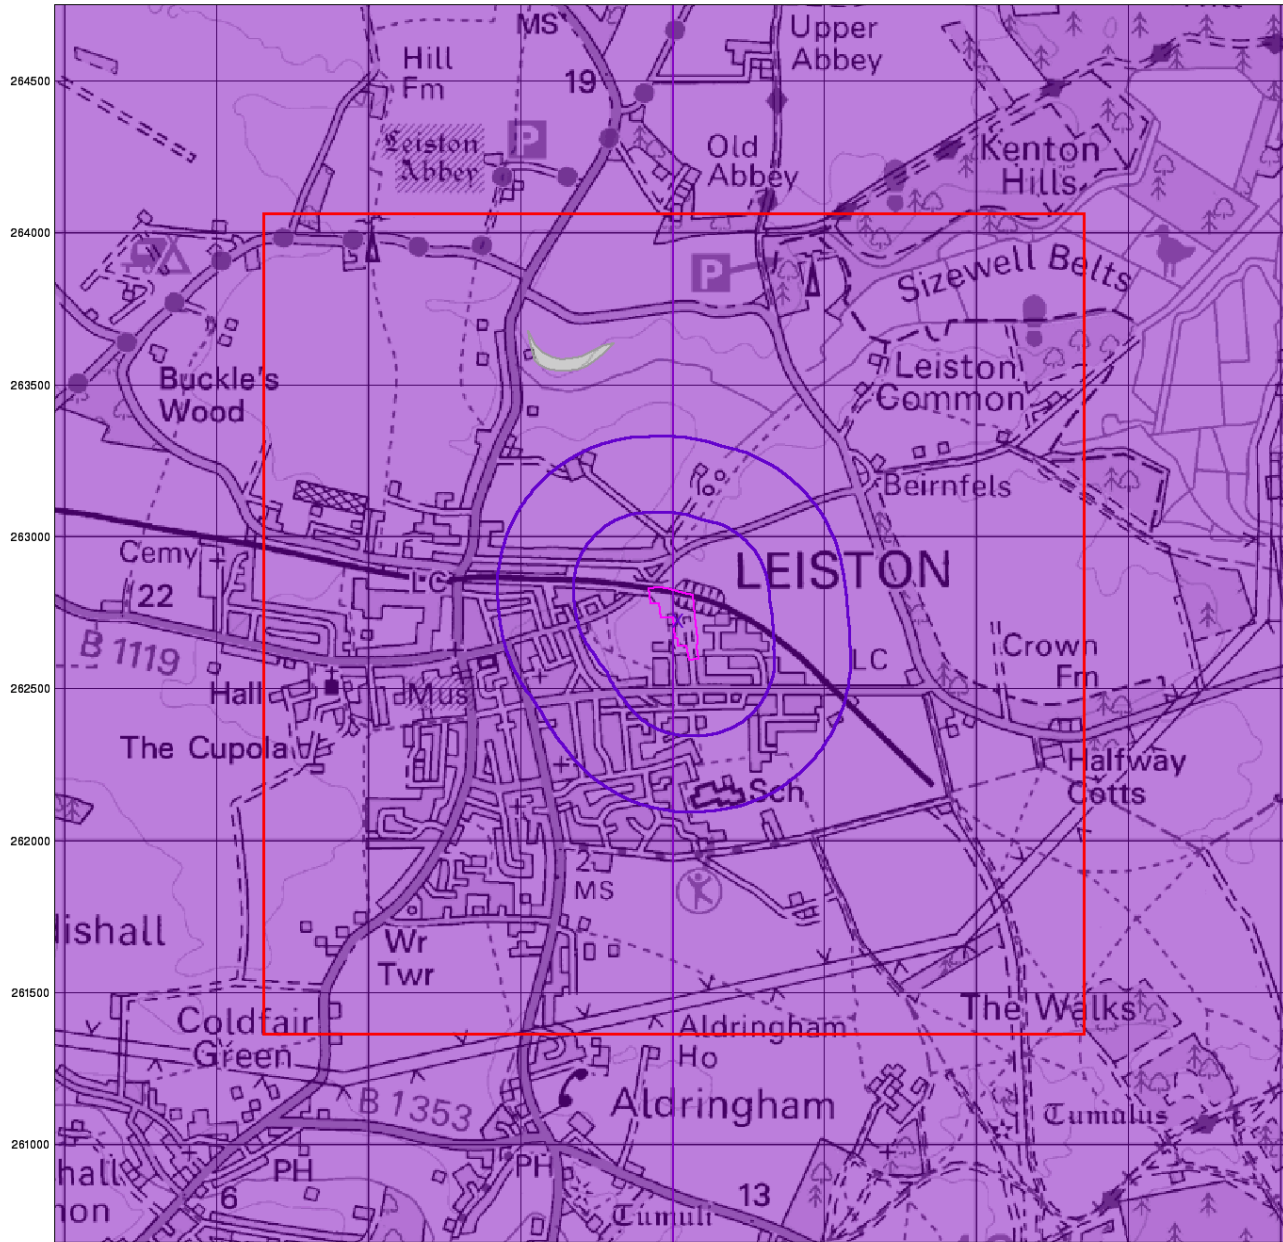 MS
Upper
Abbey
Hill
Fm
264500
19
P
Leiston
Abbey
Old
Abbey
Kenton
Hills
264000
P
Sizewell Belts
263500
Buckle's
Wood
Leiston
Common
Beirnfels
263000
Cemy
LEISTON
LC
22
B 1119
Crown
Fm
LC
262500
Hall
Mus
The Cupola
Halfway
Cotts
Sch
262000
2
MS
lishall
Wr
Twr
261500
Coldfair
Green
The Walks
Aldringham
Ho
B 1353
Aldringham
Tumulus
261000
hall
PH
PH
6
13
non
Tumuli